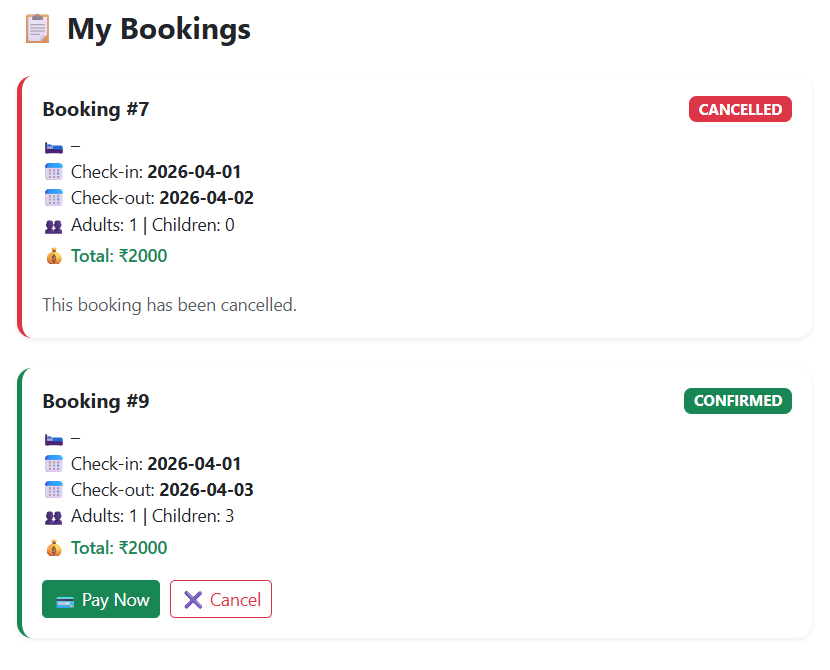 My Bookings
Booking #7
CANCELLED
–
Check-in: 2026-04-01
Check-out: 2026-04-02
Adults: 1 | Children: 0
Total: ₹2000
This booking has been cancelled.
Booking #9
CONFIRMED
–
Check-in: 2026-04-01
Check-out: 2026-04-03
Adults: 1 | Children: 3
Total: ₹2000
Pay Now
Cancel